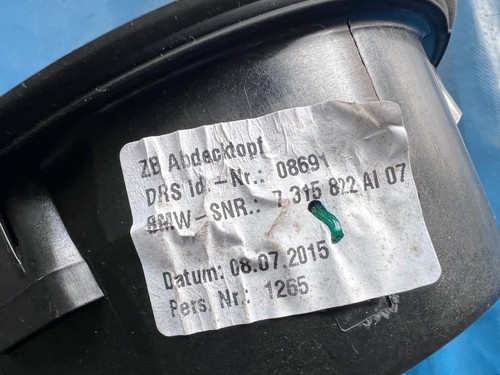 ZB Abdecktopf
DRS Id.-Nr.: 08691
BMW-SNR.: 7 315 822 AI 07
Datum: 08.07.2015
Pers. Nr.: 1265